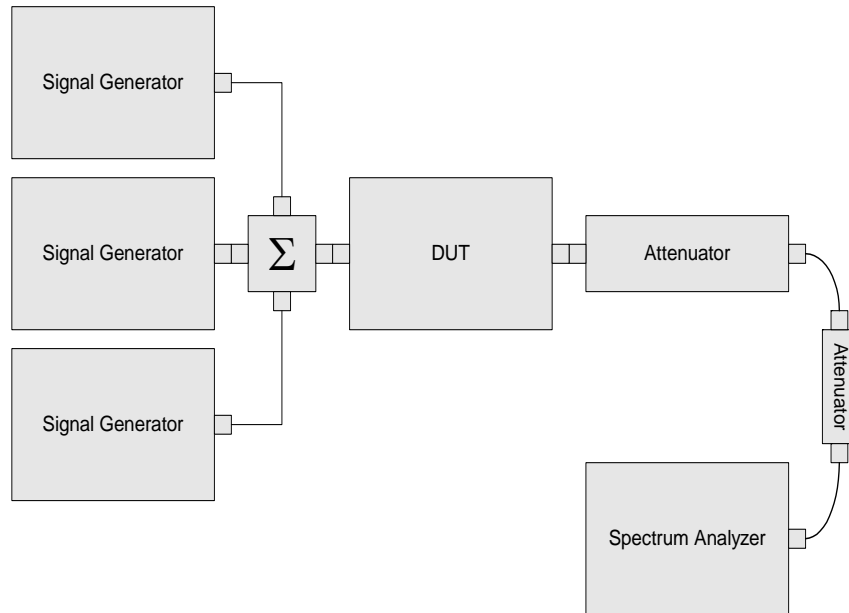 Signal Generator
Signal Generator
Σ
DUT
Attenuator
Signal Generator
Attenuator
Spectrum Analyzer